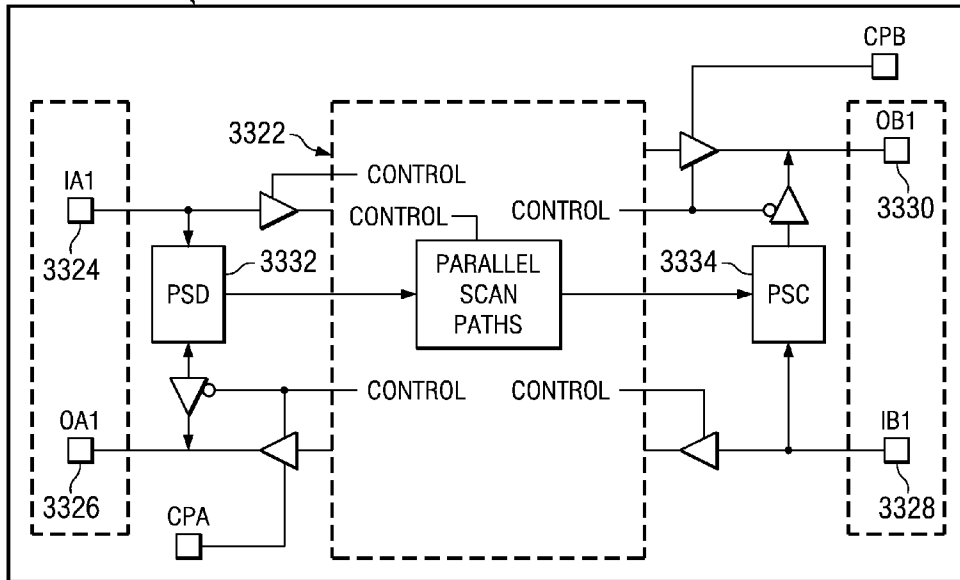 CPB
3322
OB1
IA1
CONTROL
CONTROL
CONTROL
3330
3324
3332
3334
PSD
PARALLEL
SCAN
PATHS
PSC
CONTROL
CONTROL
OA1
IB1
3326
3328
CPA